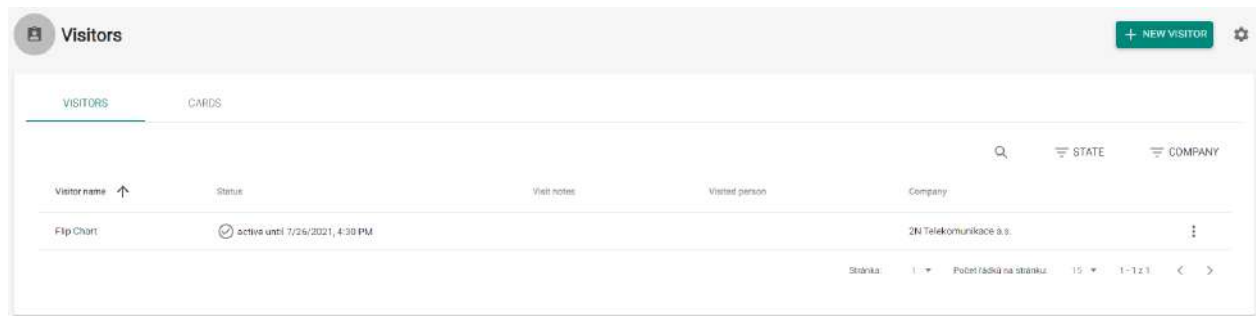 Visitors
+ NEW VISITOR
VISITORS CARDS
STATE COMPANY
Visitor name Status Visit notes Visited person Company
Flip Chart active until 7/26/2021, 4:30 PM 2N Telekomunikace a.s.
Stránka: 1 Počet řádků na stránku: 15 1-1 z 1